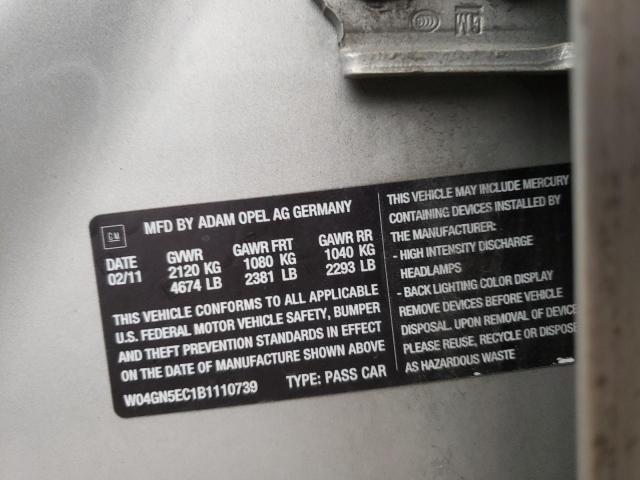 GM
GM
MFD BY ADAM OPEL AG GERMANY
DATE GVWR GAWR FRT GAWR RR
02/11 2120 KG 1080 KG 1040 KG
4674 LB 2381 LB 2293 LB
THIS VEHICLE CONFORMS TO ALL APPLICABLE
U.S. FEDERAL MOTOR VEHICLE SAFETY, BUMPER
AND THEFT PREVENTION STANDARDS IN EFFECT
ON THE DATE OF MANUFACTURE SHOWN ABOVE
W04GN5EC1B1110739 TYPE: PASS CAR
THIS VEHICLE MAY INCLUDE MERCURY
CONTAINING DEVICES INSTALLED BY
THE MANUFACTURER:
- HIGH INTENSITY DISCHARGE
HEADLAMPS
- BACK LIGHTING COLOR DISPLAY
REMOVE DEVICES BEFORE VEHICLE
DISPOSAL. UPON REMOVAL OF DEVICES
PLEASE REUSE, RECYCLE OR DISPOSE
AS HAZARDOUS WASTE